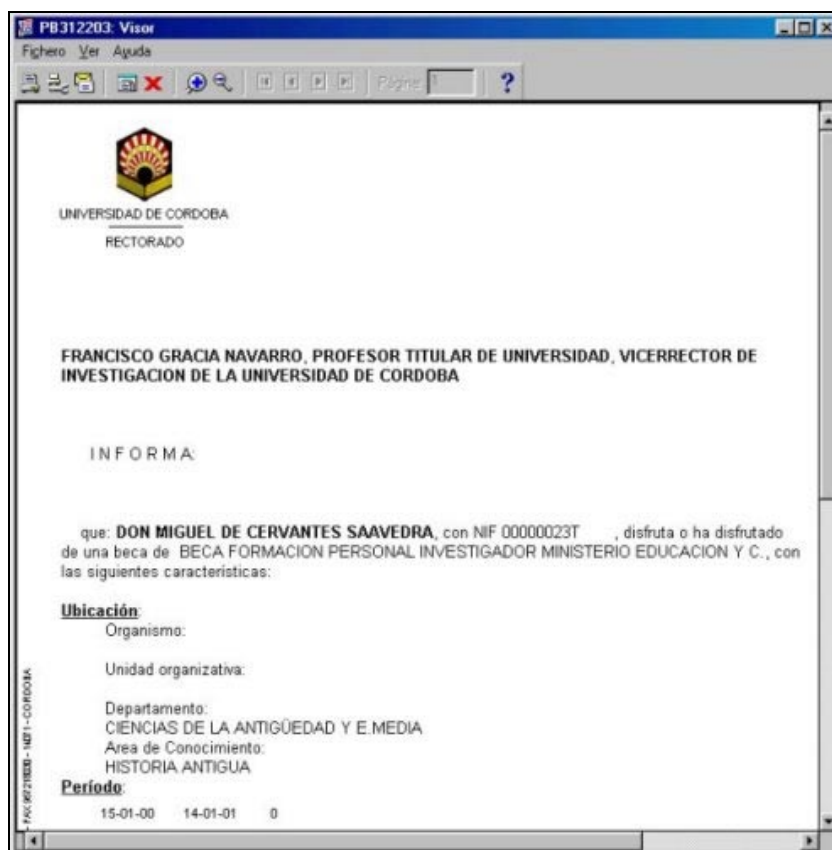 PB312203: Visor
Fichero Ver Ayuda
Página: 1 ?
UNIVERSIDAD DE CORDOBA
RECTORADO
FRANCISCO GRACIA NAVARRO, PROFESOR TITULAR DE UNIVERSIDAD, VICERRECTOR DE
INVESTIGACION DE LA UNIVERSIDAD DE CORDOBA
I N F O R M A:
que: DON MIGUEL DE CERVANTES SAAVEDRA, con NIF 00000023T , disfruta o ha disfrutado
de una beca de BECA FORMACION PERSONAL INVESTIGADOR MINISTERIO EDUCACION Y C., con
las siguientes características:
Ubicación:
Organismo:
Unidad organizativa:
Departamento:
CIENCIAS DE LA ANTIGÜEDAD Y E.MEDIA
Area de Conocimiento:
HISTORIA ANTIGUA
Período:
15-01-00 14-01-01 0
- FAX - CORDOBA